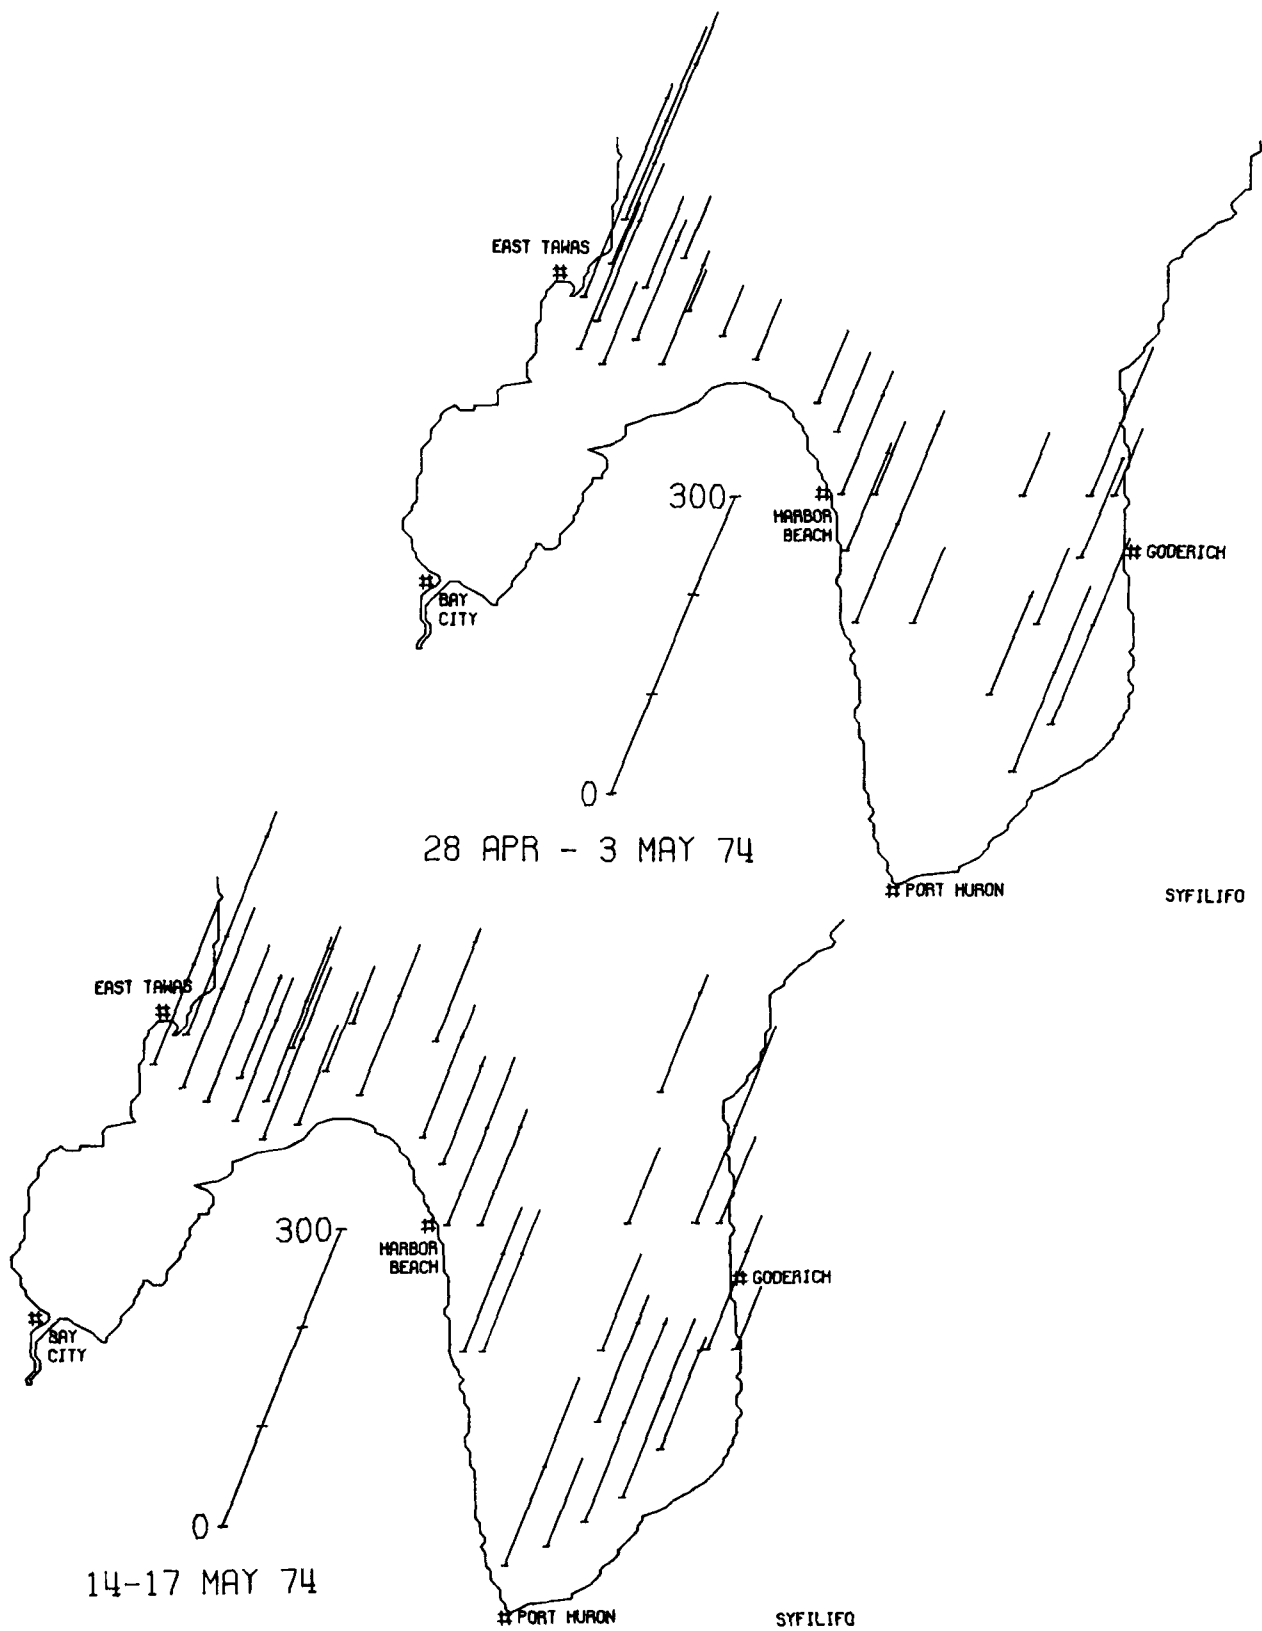 EAST TAWAS
#
300
#
HARBOR
BEACH
# GODERICH
#
BAY
CITY
0
28 APR - 3 MAY 74
# PORT HURON
SYFILIFO
EAST TAWAS
#
300
#
HARBOR
BEACH
# GODERICH
#
BAY
CITY
0
14-17 MAY 74
# PORT HURON
SYFILIFO